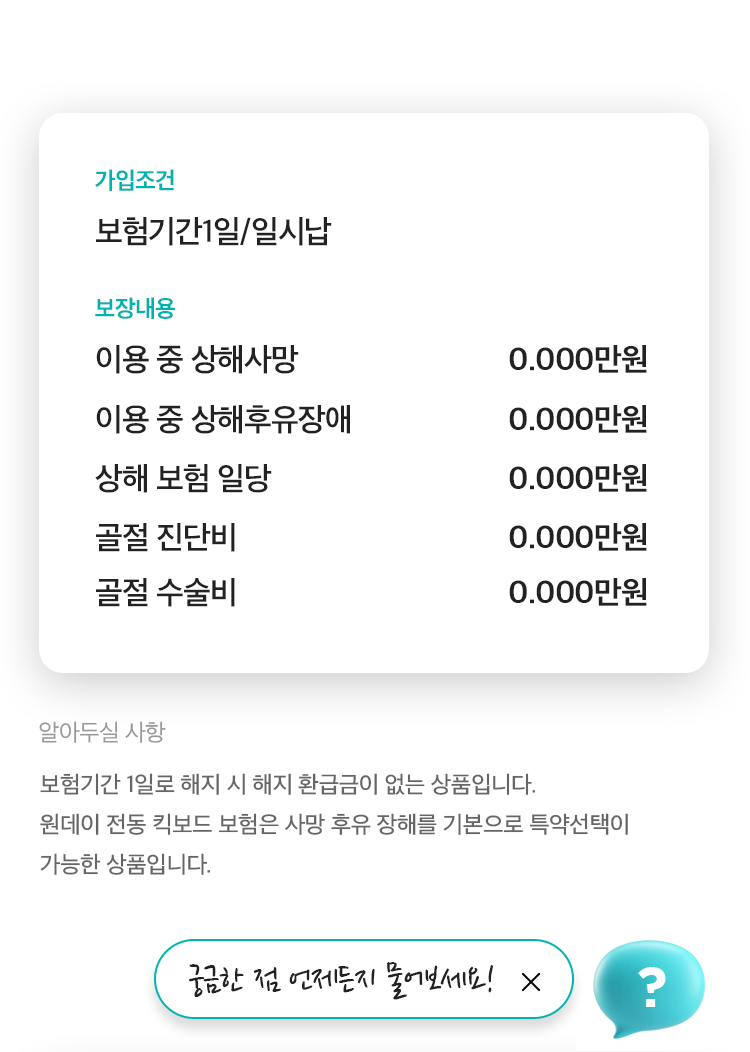 가입조건
보험기간1일/일시납
보장내용
이용 중 상해사망 0.000만원
이용 중 상해후유장애 0.000만원
상해 보험 일당 0.000만원
골절 진단비 0.000만원
골절 수술비 0.000만원
알아두실 사항
보험기간 1일로 해지 시 해지 환급금이 없는 상품입니다.
원데이 전동 킥보드 보험은 사망 후유 장해를 기본으로 특약선택이
가능한 상품입니다.
궁금한 점 언제든지 물어보세요!
?